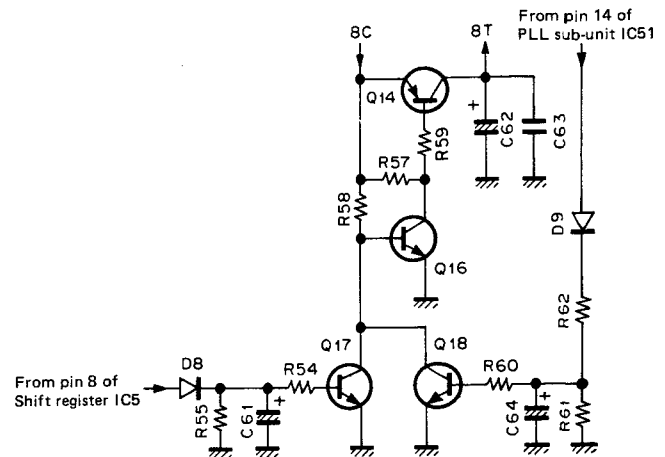 From pin 14 of
PLL sub-unit IC51
8C
8T
Q14
+
C62
C63
R59
R57
R58
D9
Q16
R62
Q17
Q18
D8
R54
R60
From pin 8 of
Shift register IC5
R55
C61
+
C64
+
R61